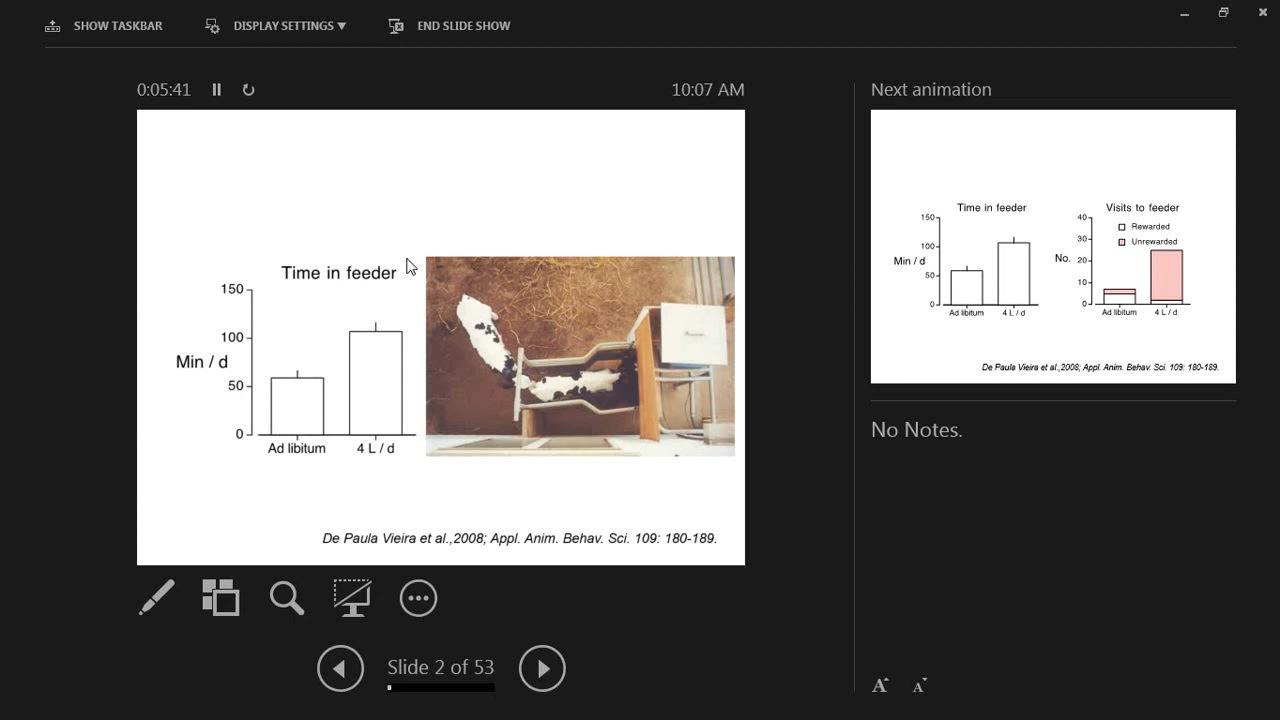 SHOW TASKBAR
DISPLAY SETTINGS ▼
END SLIDE SHOW
0:05:41
10:07 AM
Next animation
Time in feeder
150
100
Min / d
50
0
Ad libitum
4 L / d
De Paula Vieira et al.,2008; Appl. Anim. Behav. Sci. 109: 180-189.
Time in feeder
150
100
Min / d
50
0
Ad libitum
4 L / d
Visits to feeder
40
Rewarded
30
Unrewarded
No.
20
10
0
Ad libitum
4 L / d
De Paula Vieira et al.,2008; Appl. Anim. Behav. Sci. 109: 180-189.
No Notes.
Slide 2 of 53
A
A